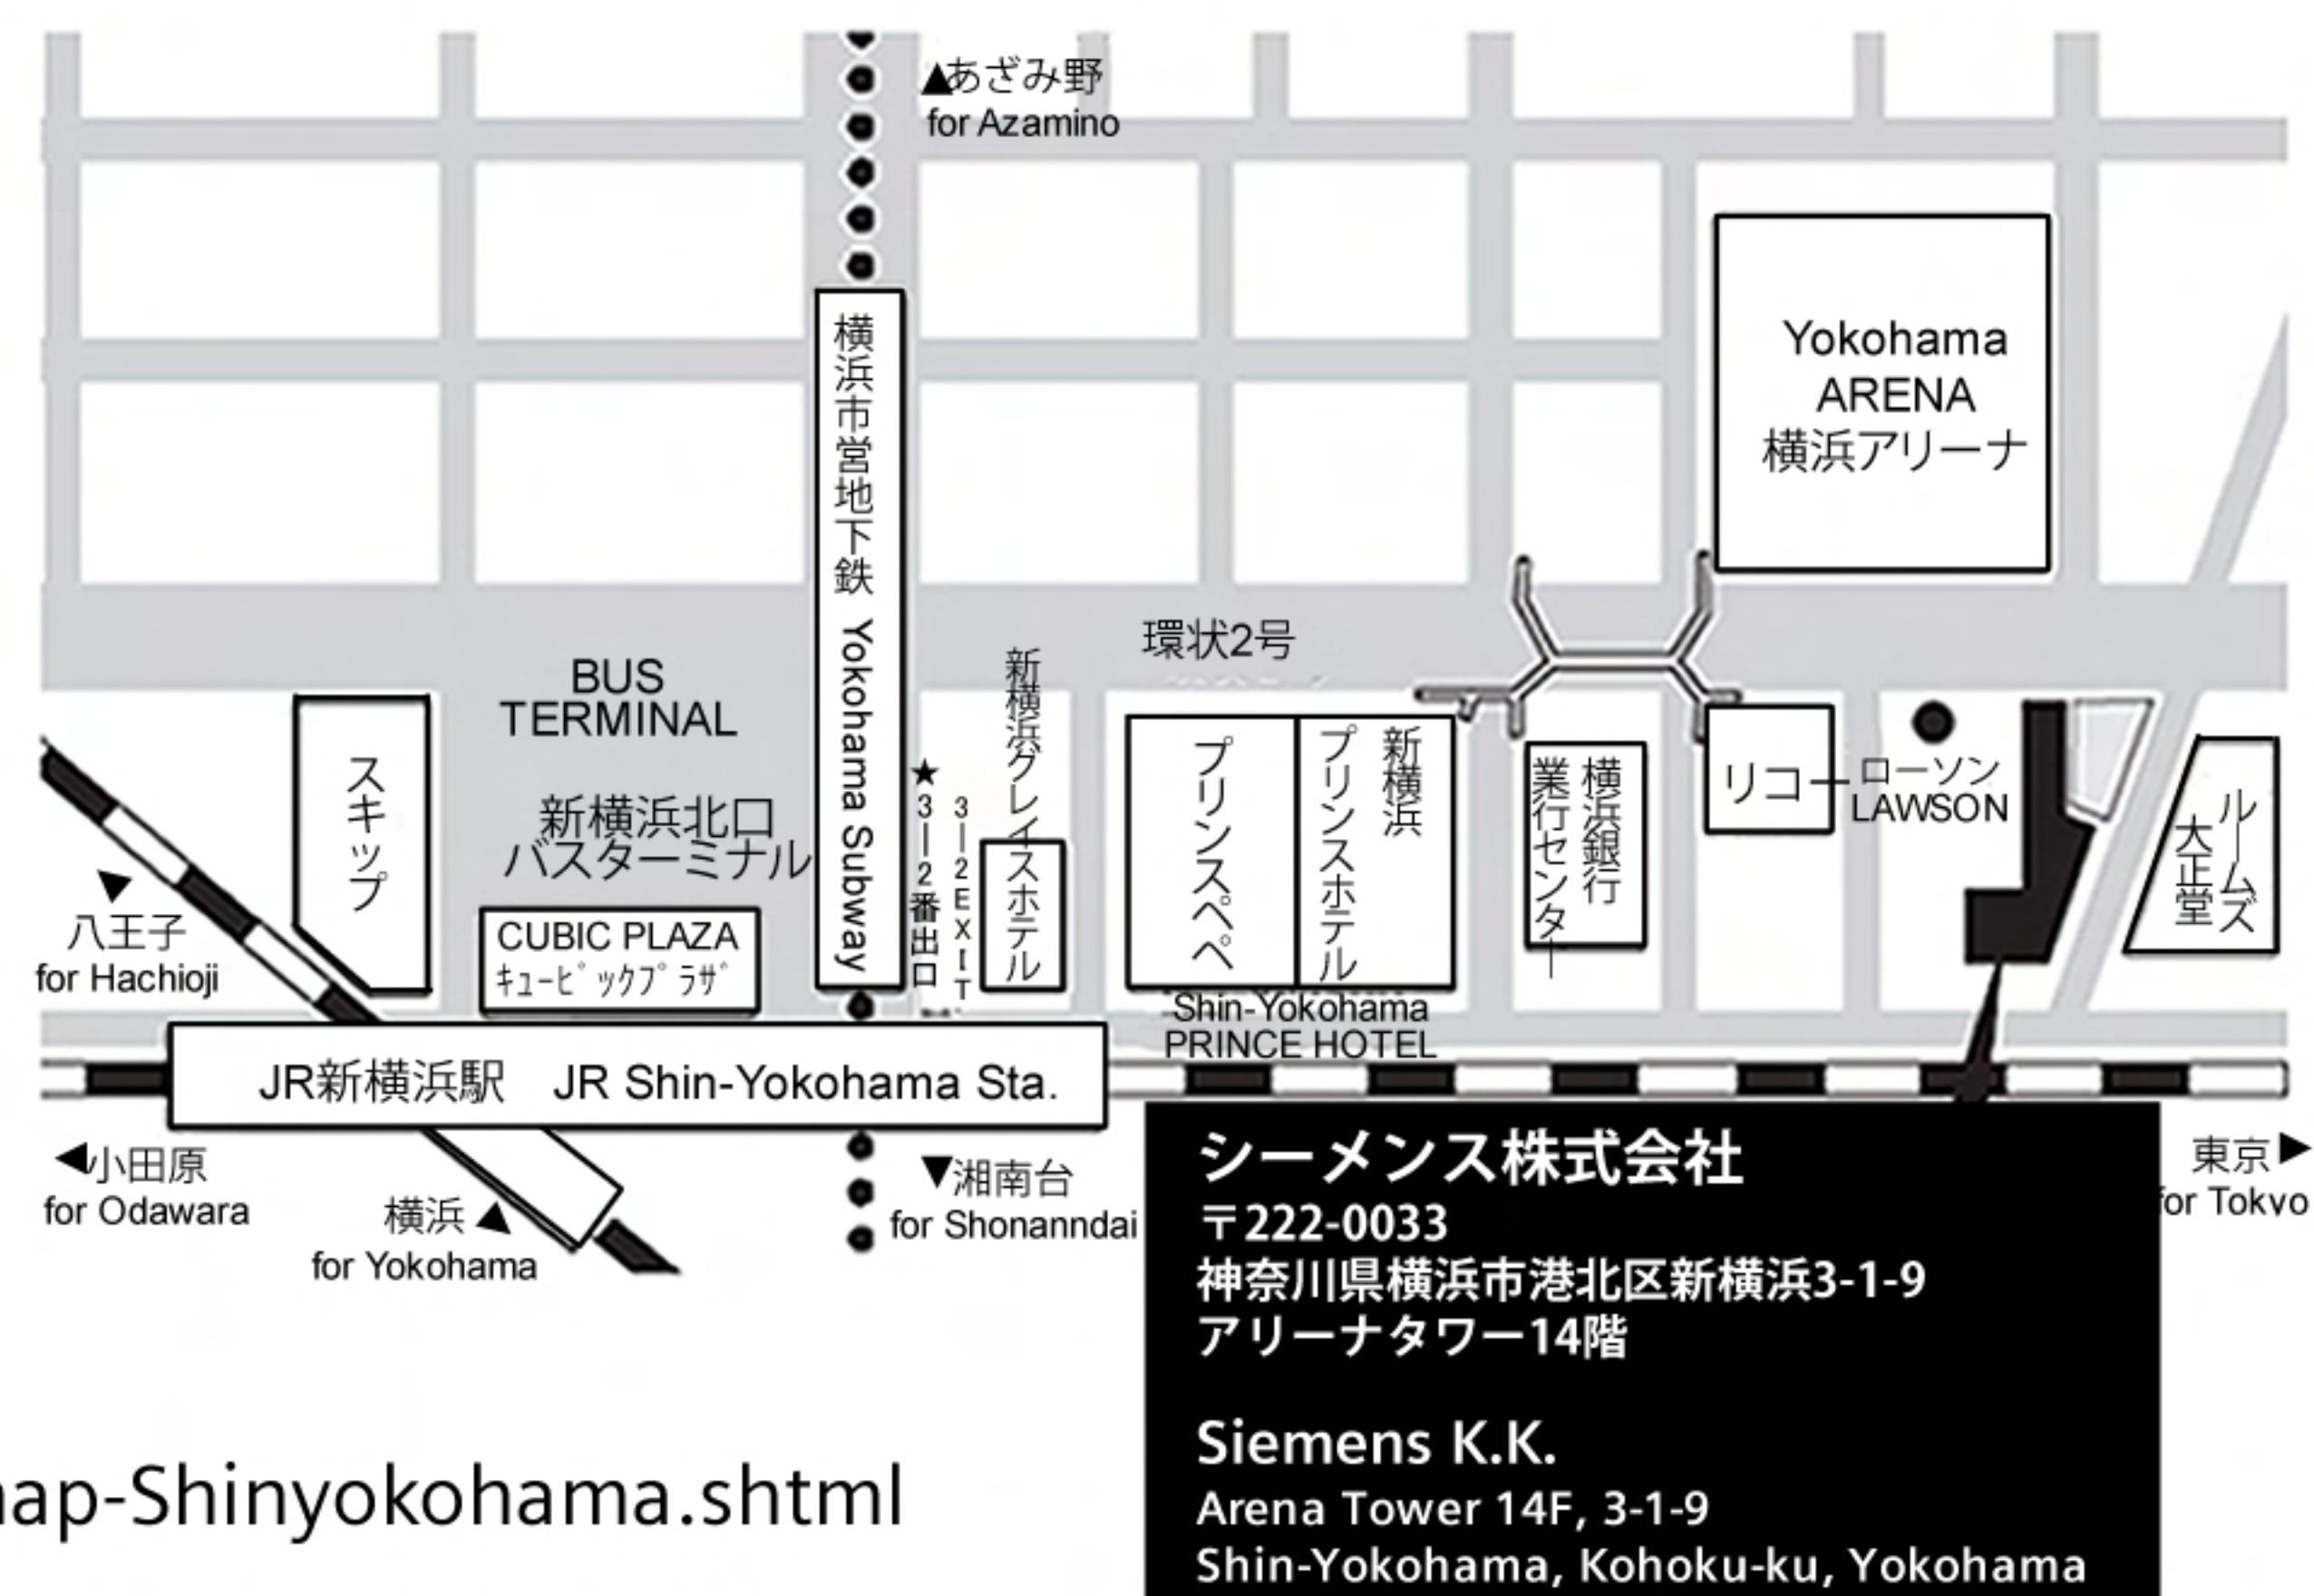 ▲あざみ野
for Azamino
Yokohama
ARENA
横浜アリーナ
横浜市営地下鉄 Yokohama Subway
環状2号
BUS
TERMINAL
新横浜北口
バスターミナル
スキップ
CUBIC PLAZA
ｷｭｰﾋﾞｯｸﾌﾟﾗｻﾞ
★3―2番出口
3―2EXIT
新横浜グレイスホテル
プリンスペペ
新横浜
プリンスホテル
Shin-Yokohama
PRINCE HOTEL
横浜銀行
業行センター
リコー
ローソン
LAWSON
ルームズ
大正堂
八王子
for Hachioji
JR新横浜駅 JR Shin-Yokohama Sta.
◀小田原
for Odawara
横浜▲
for Yokohama
▼湘南台
for Shonanndai
東京▶
for Tokyo
シーメンス株式会社
〒222-0033
神奈川県横浜市港北区新横浜3-1-9
アリーナタワー14階
Siemens K.K.
Arena Tower 14F, 3-1-9
Shin-Yokohama, Kohoku-ku, Yokohama
ap-Shinyokohama.shtml